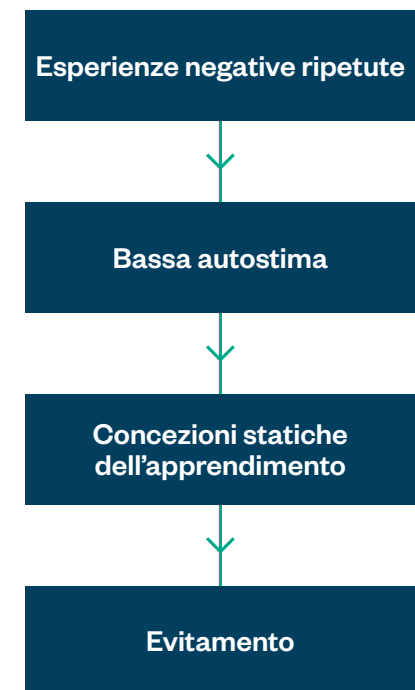 Esperienze negative ripetute
Bassa autostima
Concezioni statiche
dell’apprendimento
Evitamento